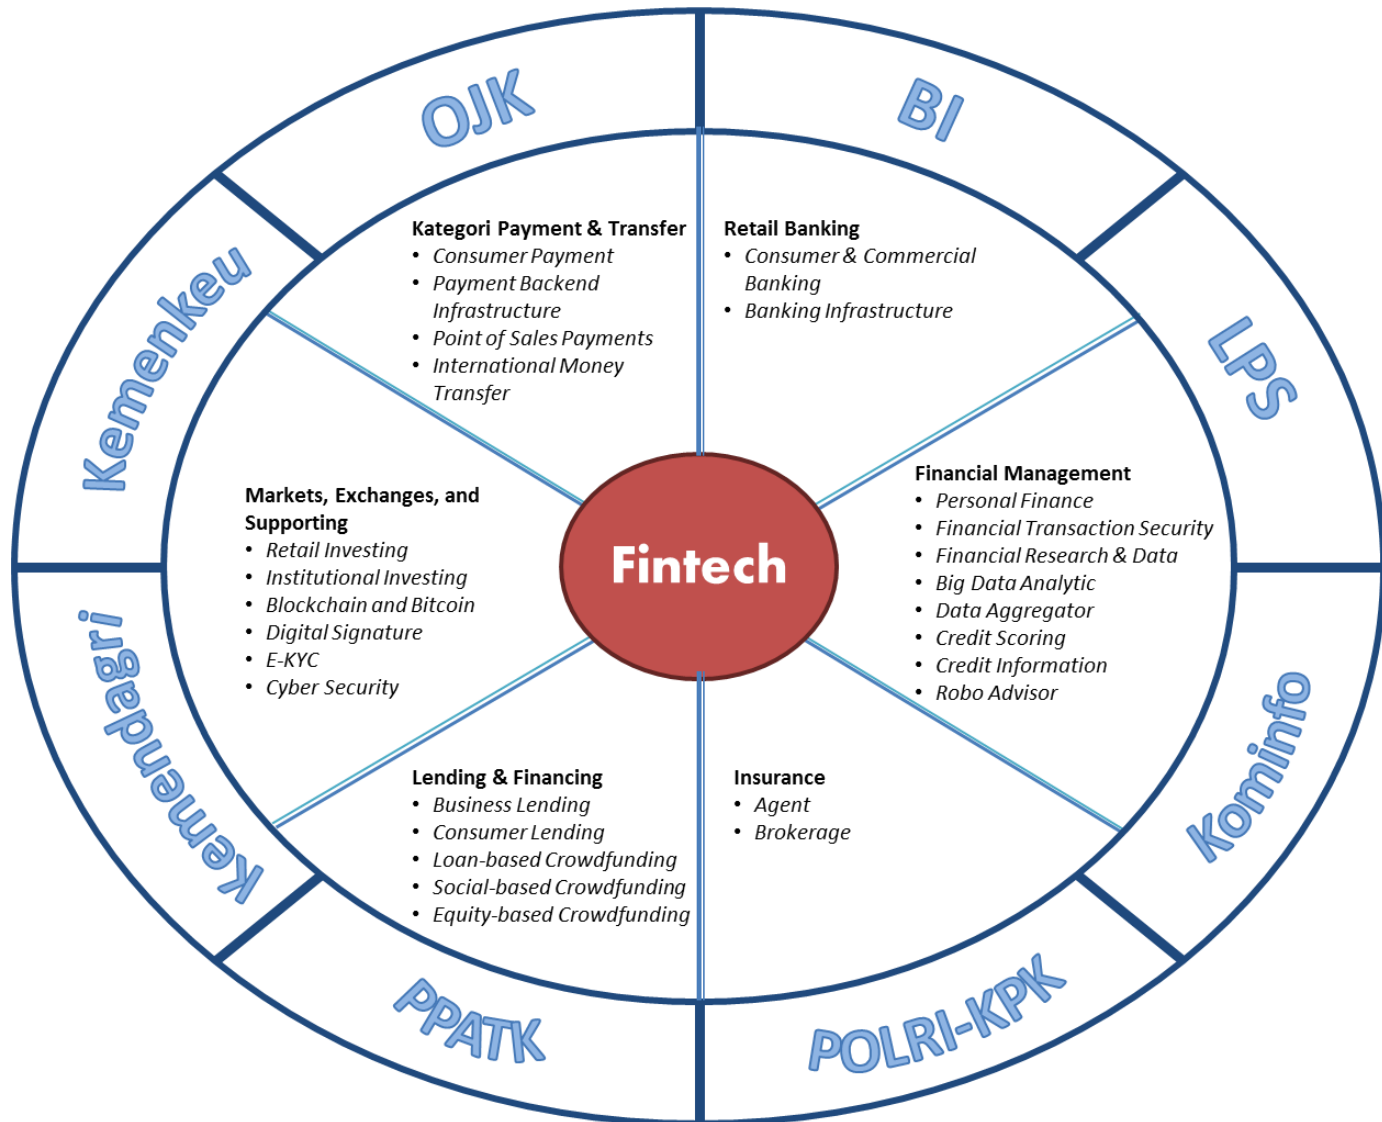 OJK
BI
Kemenkeu
LPS
Kategori Payment & Transfer
• Consumer Payment
• Payment Backend
Infrastructure
• Point of Sales Payments
• International Money
Transfer
Retail Banking
• Consumer & Commercial
Banking
• Banking Infrastructure
Markets, Exchanges, and
Supporting
• Retail Investing
• Institutional Investing
• Blockchain and Bitcoin
• Digital Signature
• E-KYC
• Cyber Security
Fintech
Financial Management
• Personal Finance
• Financial Transaction Security
• Financial Research & Data
• Big Data Analytic
• Data Aggregator
• Credit Scoring
• Credit Information
• Robo Advisor
Lending & Financing
• Business Lending
• Consumer Lending
• Loan-based Crowdfunding
• Social-based Crowdfunding
• Equity-based Crowdfunding
Insurance
• Agent
• Brokerage
Kemendagri
Kominfo
PPATK
POLRI-KPK